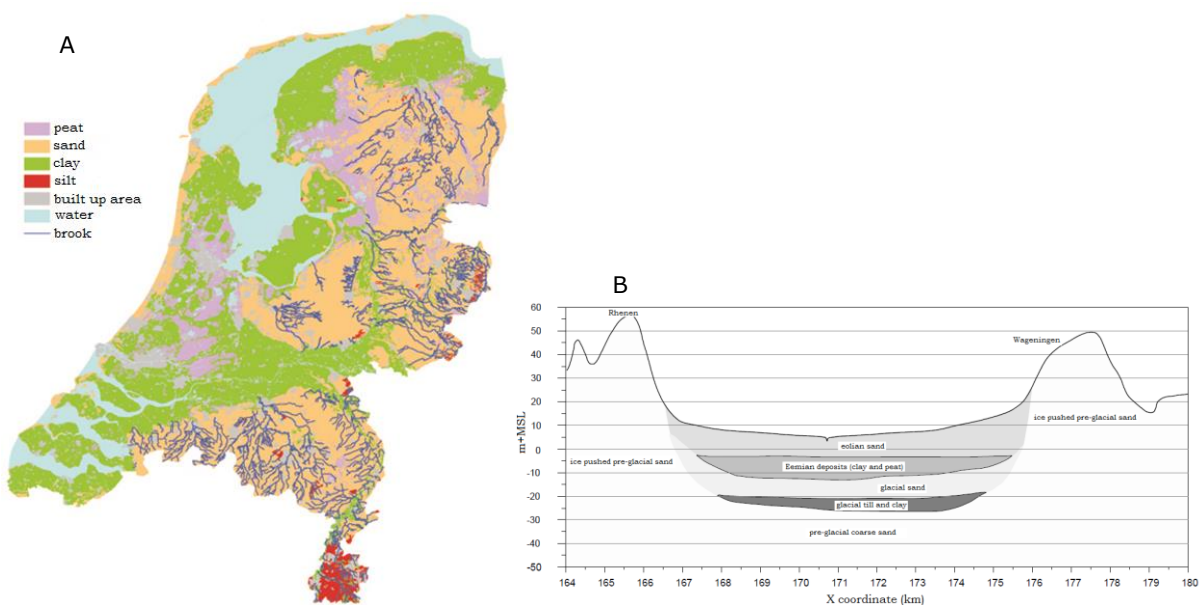 A
peat
sand
clay
silt
built up area
water
brook
B
60
50
40
30
20
10
0
-10
-20
-30
-40
-50
m+MSL
Rhenen
Wageningen
ice pushed pre-glacial sand
eolian sand
ice pushed pre-glacial sand
Eemian deposits (clay and peat)
glacial sand
glacial till and clay
pre-glacial coarse sand
164 165 166 167 168 169 170 171 172 173 174 175 176 177 178 179 180
X coordinate (km)